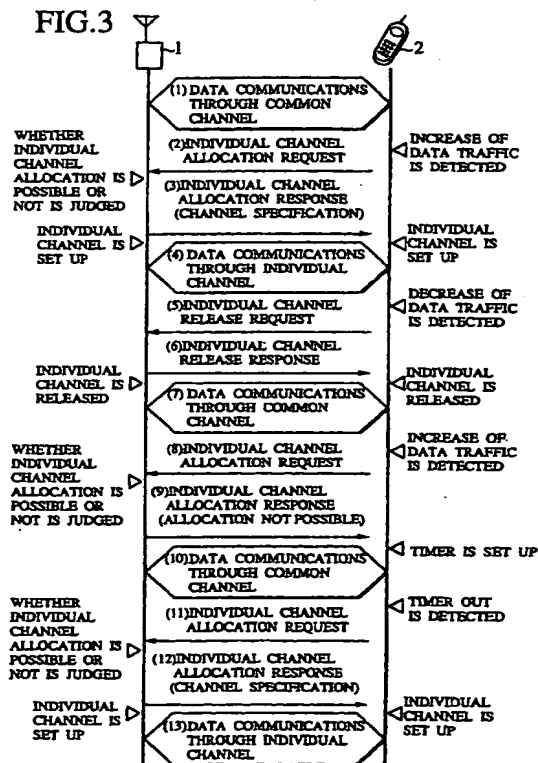 FIG.3
1
2
(1) DATA COMMUNICATIONS
THROUGH COMMON
CHANNEL
WHETHER
INDIVIDUAL
CHANNEL
ALLOCATION IS
POSSIBLE OR
NOT IS JUDGED
(2)INDIVIDUAL CHANNEL
ALLOCATION REQUEST
INCREASE OF
DATA TRAFFIC
IS DETECTED
(3)INDIVIDUAL CHANNEL
ALLOCATION RESPONSE
(CHANNEL SPECIFICATION)
INDIVIDUAL
CHANNEL IS
SET UP
INDIVIDUAL
CHANNEL IS
SET UP
(4) DATA COMMUNICATIONS
THROUGH INDIVIDUAL
CHANNEL
(5)INDIVIDUAL CHANNEL
RELEASE REQUEST
DECREASE OF
DATA TRAFFIC
IS DETECTED
(6)INDIVIDUAL CHANNEL
RELEASE RESPONSE
INDIVIDUAL
CHANNEL IS
RELEASED
INDIVIDUAL
CHANNEL IS
RELEASED
(7) DATA COMMUNICATIONS
THROUGH COMMON
CHANNEL
WHETHER
INDIVIDUAL
CHANNEL
ALLOCATION IS
POSSIBLE OR
NOT IS JUDGED
(8)INDIVIDUAL CHANNEL
ALLOCATION REQUEST
INCREASE OF
DATA TRAFFIC
IS DETECTED
(9)INDIVIDUAL CHANNEL
ALLOCATION RESPONSE
(ALLOCATION NOT POSSIBLE)
TIMER IS SET UP
(10)DATA COMMUNICATIONS
THROUGH COMMON
CHANNEL
WHETHER
INDIVIDUAL
CHANNEL
ALLOCATION IS
POSSIBLE OR
NOT IS JUDGED
(11)INDIVIDUAL CHANNEL
ALLOCATION REQUEST
TIMER OUT
IS DETECTED
(12)INDIVIDUAL CHANNEL
ALLOCATION RESPONSE
(CHANNEL SPECIFICATION)
INDIVIDUAL
CHANNEL IS
SET UP
INDIVIDUAL
CHANNEL IS
SET UP
(13)DATA COMMUNICATIONS
THROUGH INDIVIDUAL
CHANNEL